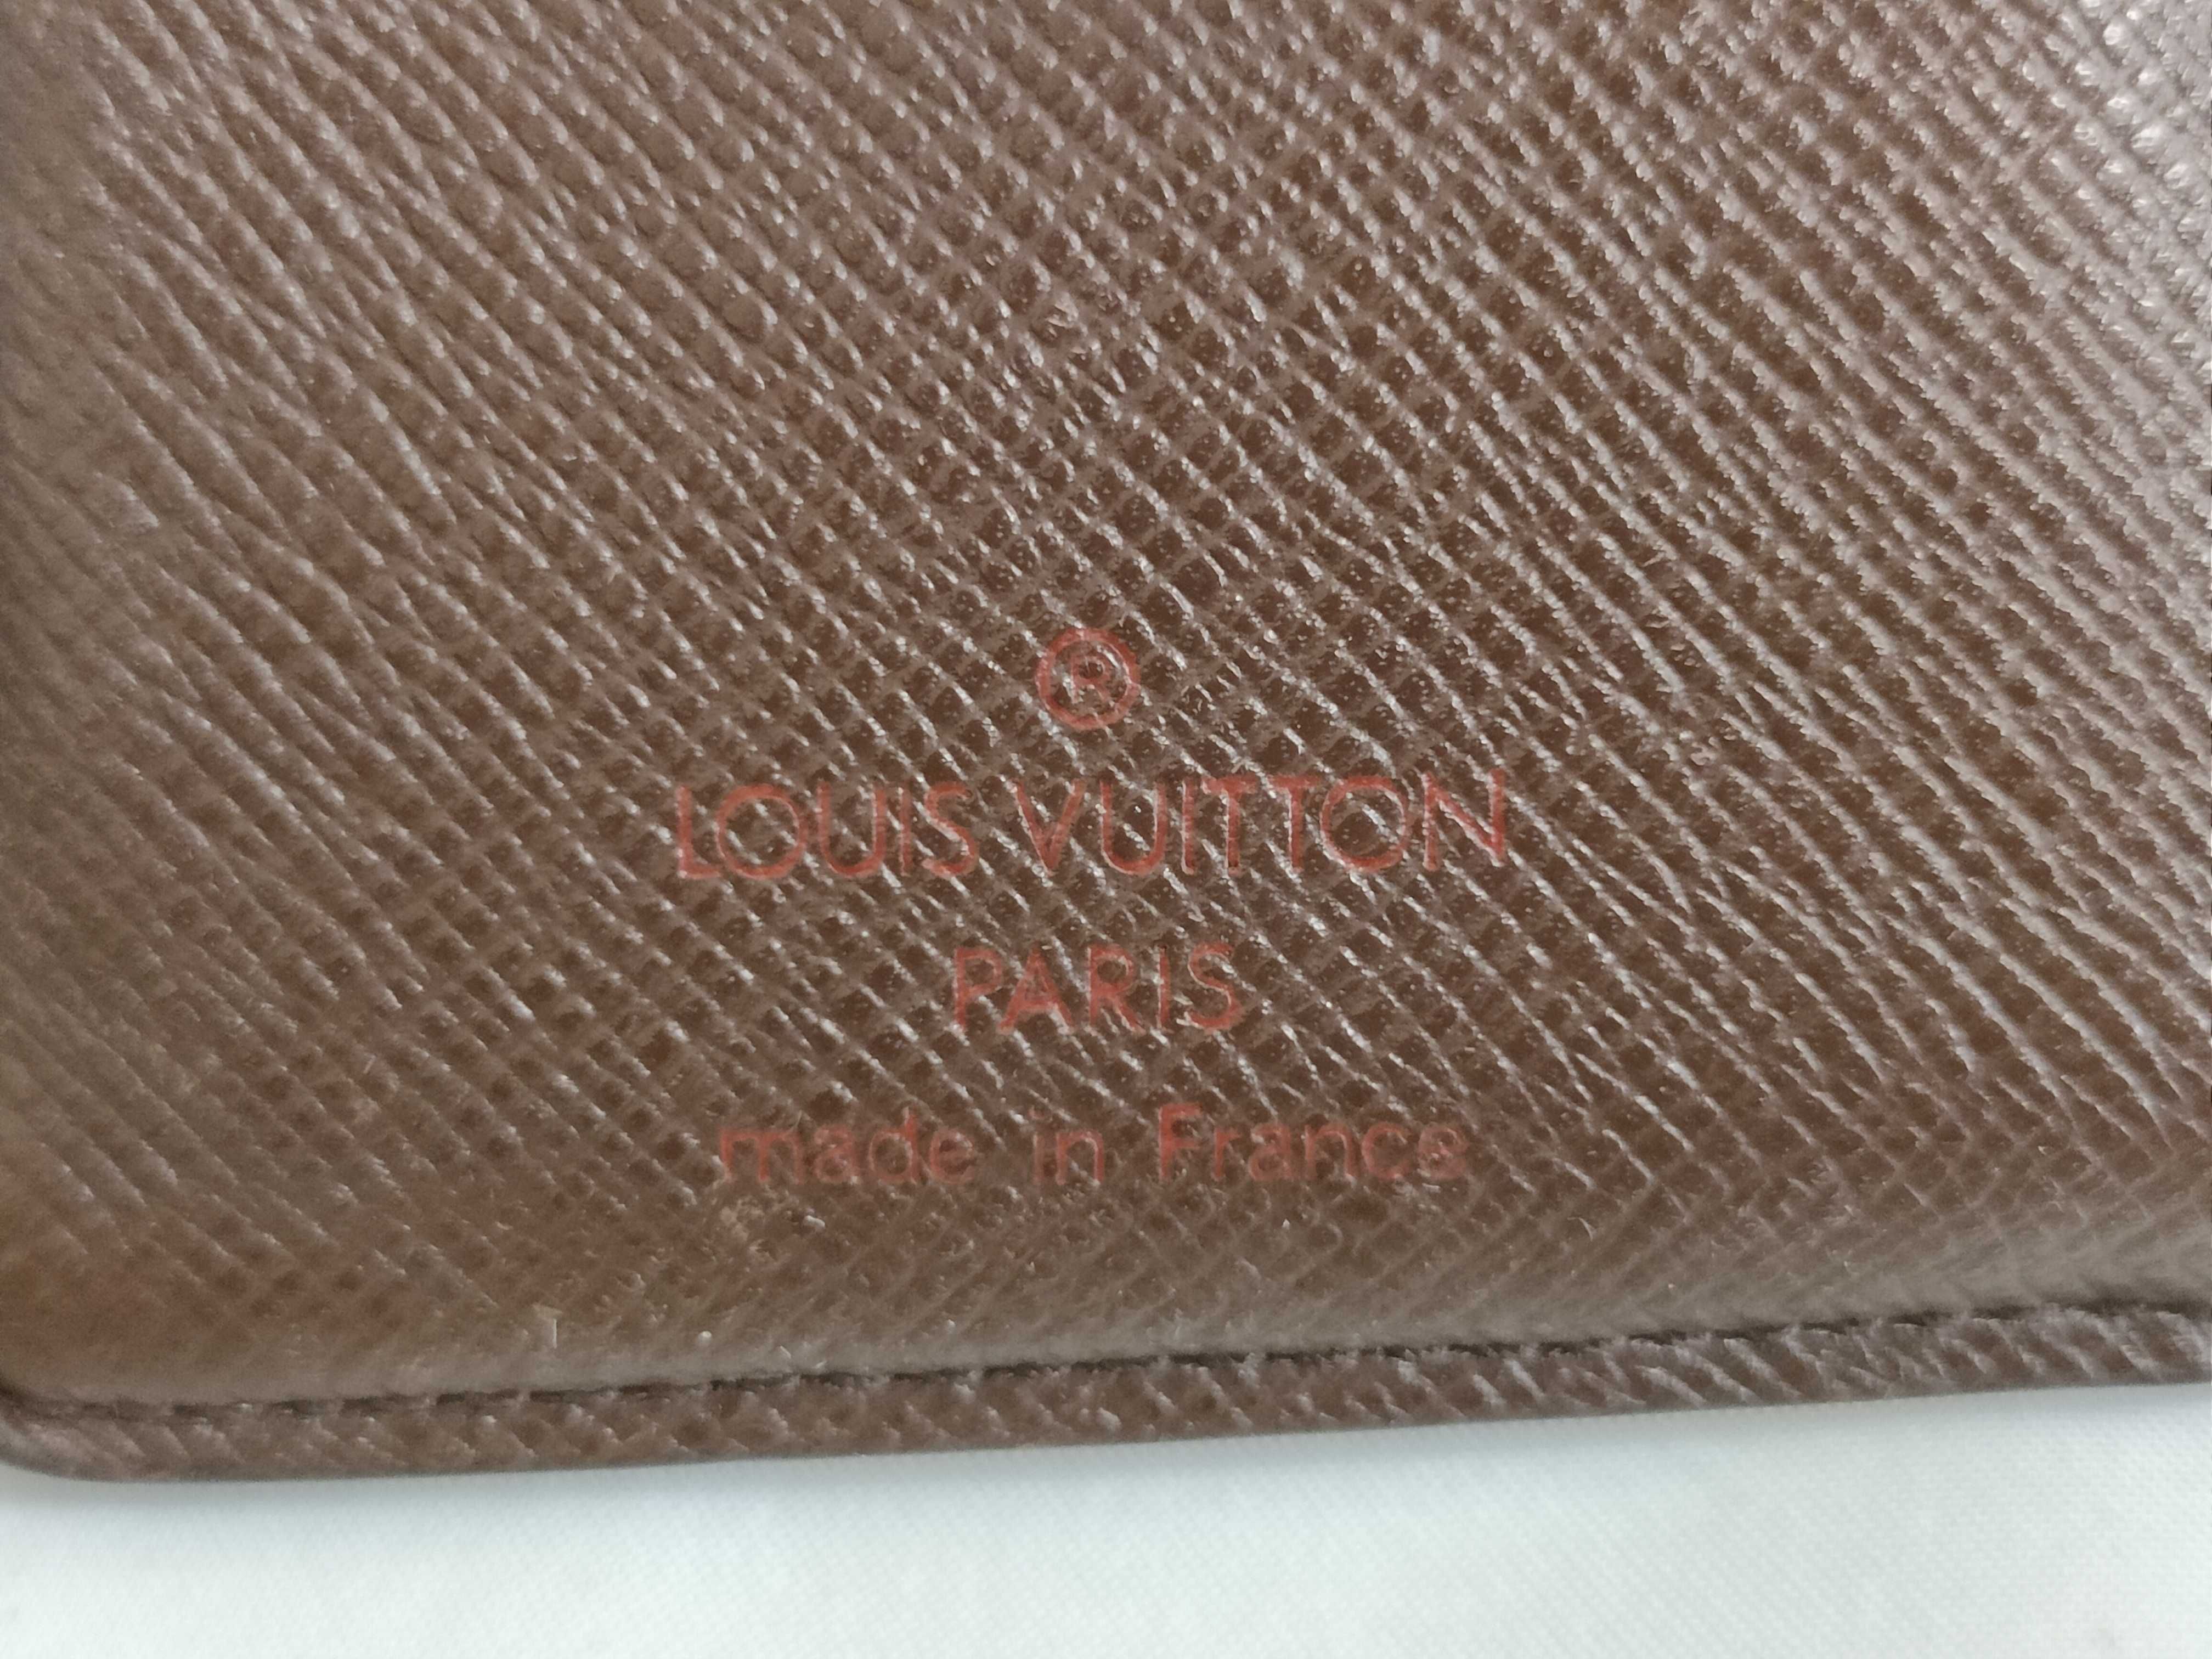 ®
LOUIS VUITTON
PARIS
made in France